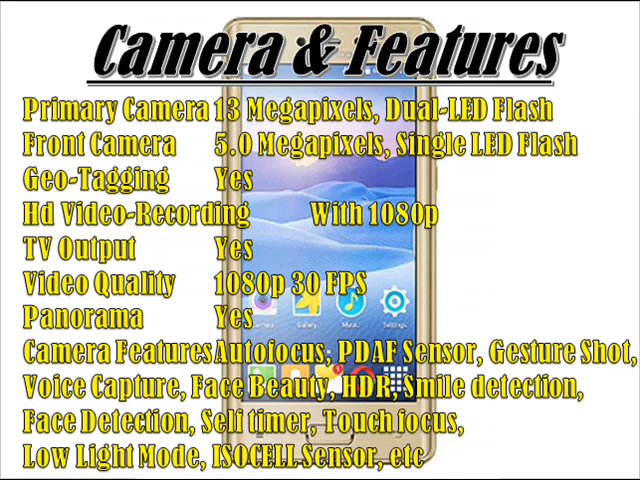 Camera & Features
Primary Camera 13 Megapixels, Dual-LED Flash
Front Camera 5.0 Megapixels, Single LED Flash
Geo-Tagging Yes
Hd Video-Recording With 1080p
TV Output Yes
Video Quality 1080p 30 FPS
Panorama Yes
Gallery Music Settings
Camera Features Autofocus; PDAF Sensor, Gesture Shot,
Voice Capture, Face Beauty, HDR, Smile detection,
Face Detection, Self timer, Touch focus,
Low Light Mode, ISOCELL Sensor, etc